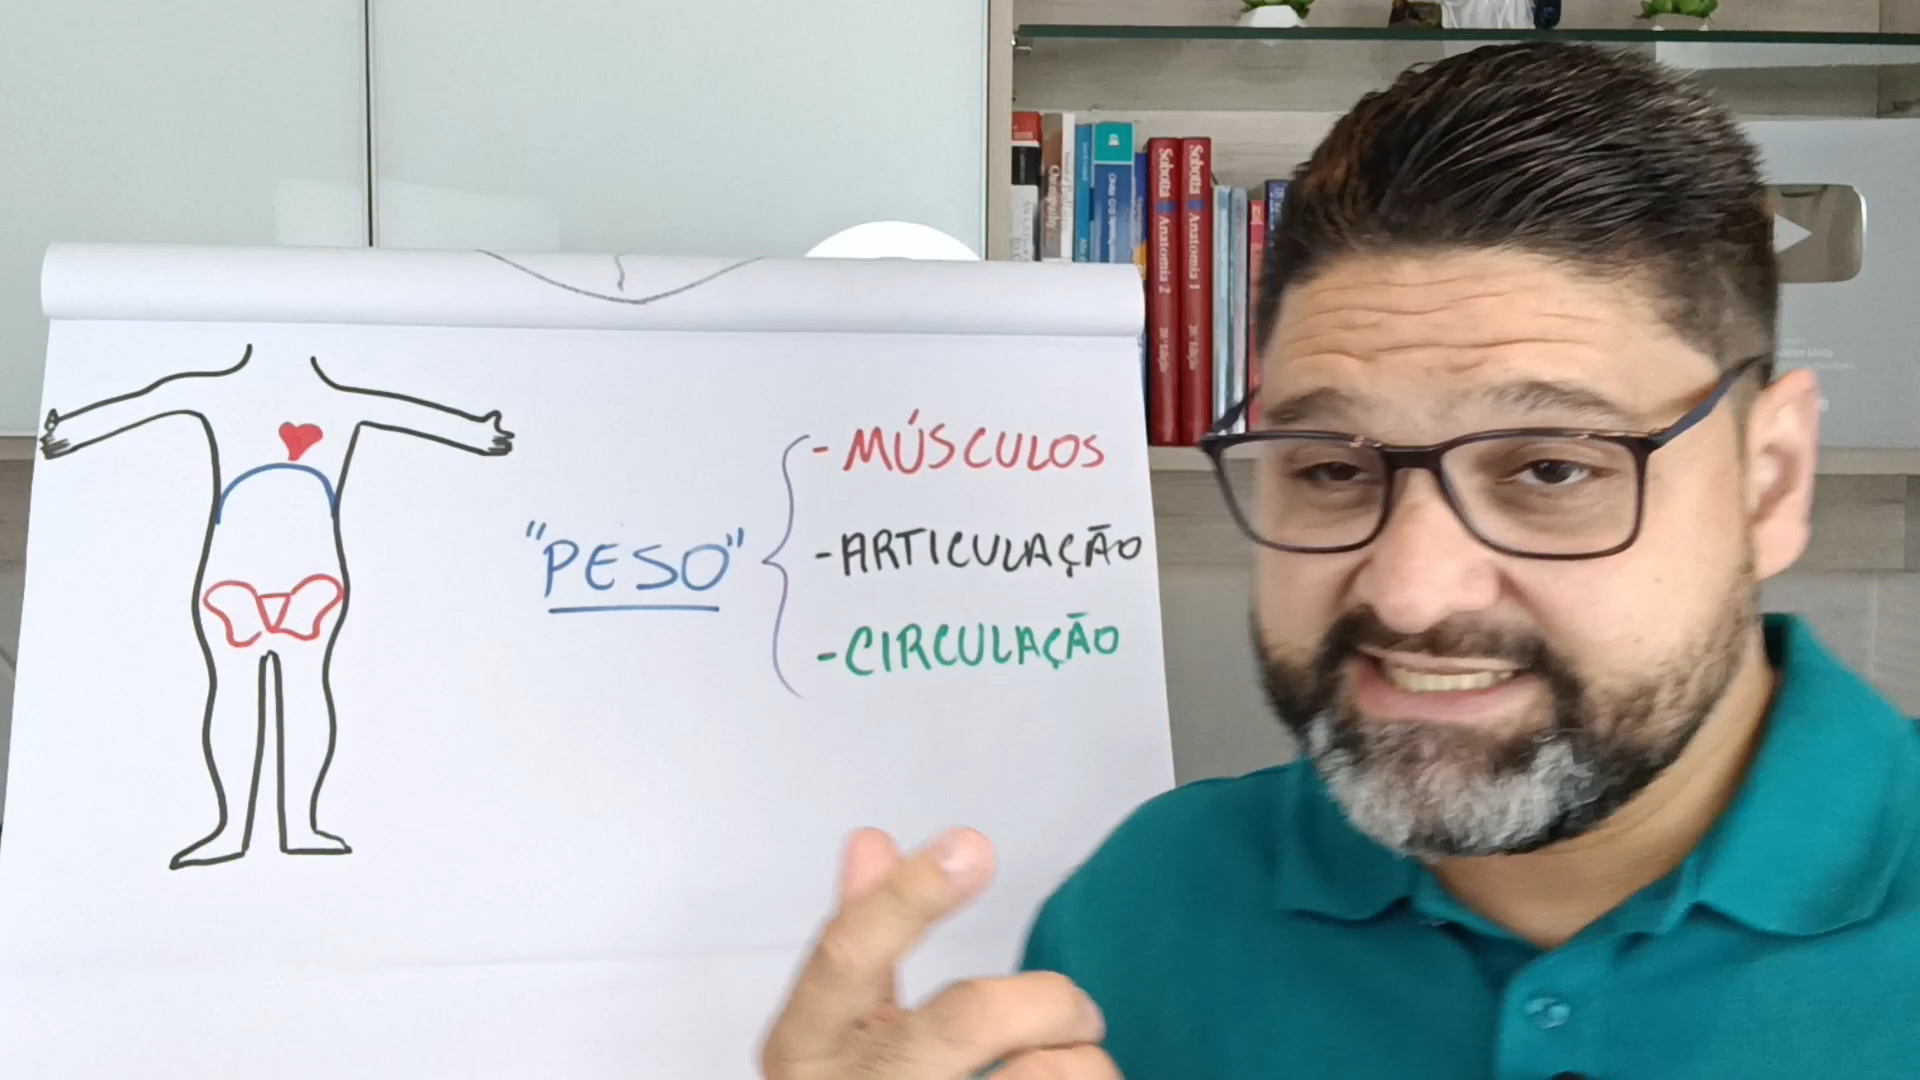 "PESO"
- MÚSCULOS
- ARTICULAÇÃO
- CIRCULAÇÃO
Sobotta Anatomia 2 
Sobotta Anatomia 1